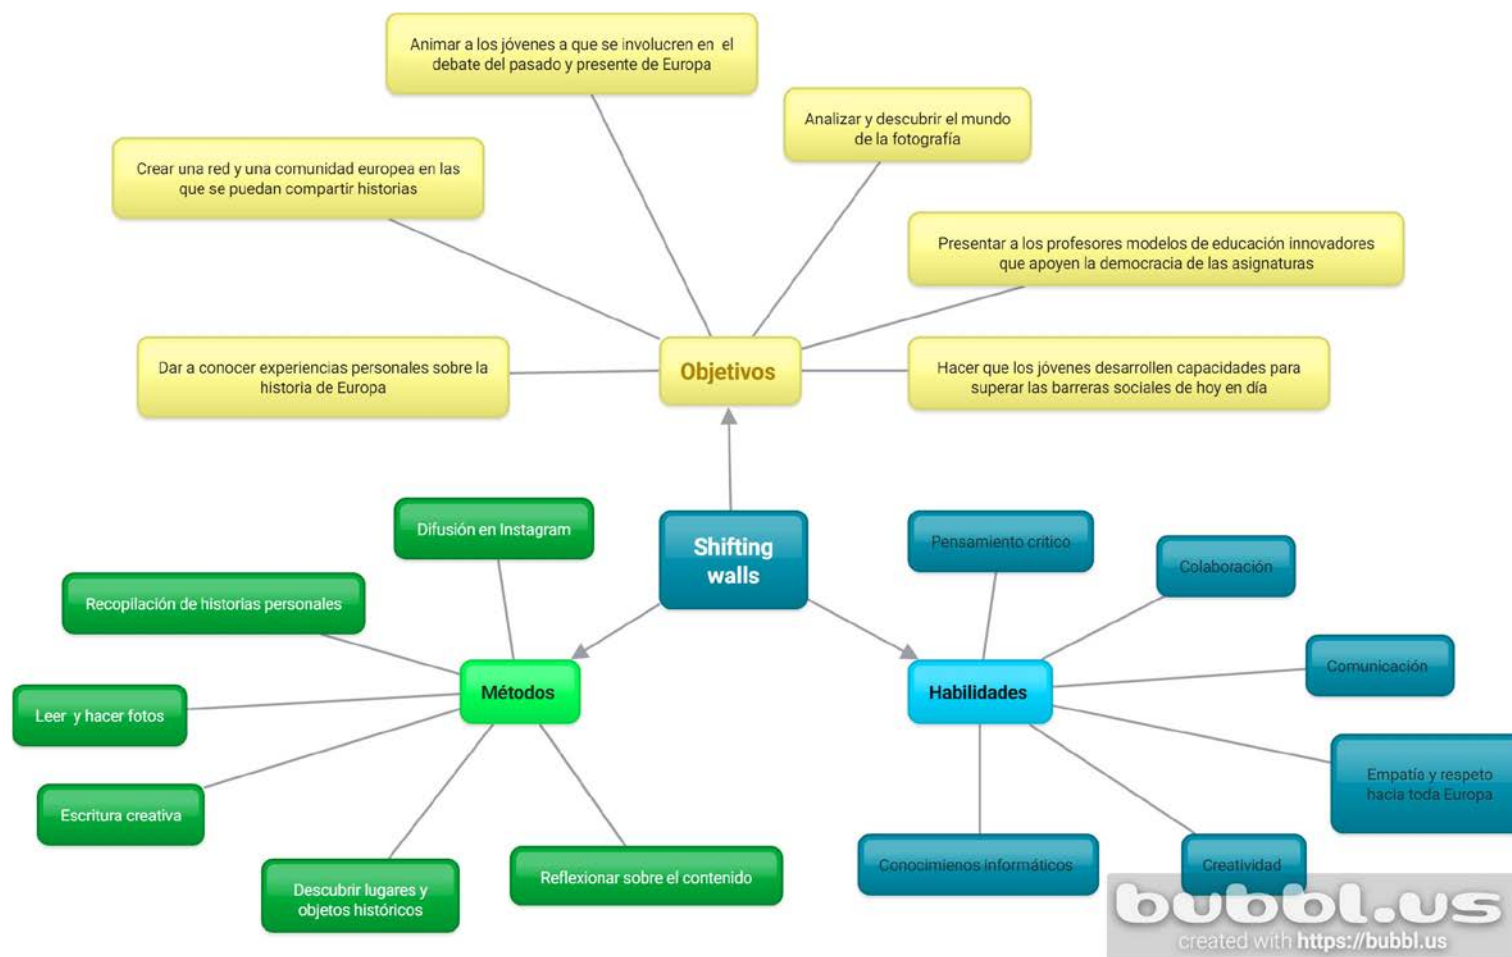 Animar a los jóvenes a que se involucren en el
debate del pasado y presente de Europa
Analizar y descubrir el mundo
de la fotografía
Crear una red y una comunidad europea en las
que se puedan compartir historias
Presentar a los profesores modelos de educación innovadores
que apoyen la democracia de las asignaturas
Dar a conocer experiencias personales sobre la
historia de Europa
Objetivos
Hacer que los jóvenes desarrollen capacidades para
superar las barreras sociales de hoy en día
Shifting
walls
Difusión en Instagram
Recopilación de historias personales
Leer y hacer fotos
Métodos
Escritura creativa
Descubrir lugares y
objetos históricos
Reflexionar sobre el contenido
Pensamiento crítico
Colaboración
Comunicación
Habilidades
Empatía y respeto
hacia toda Europa
Conocimienos informáticos
Creatividad
bubbl.us
created with https://bubbl.us